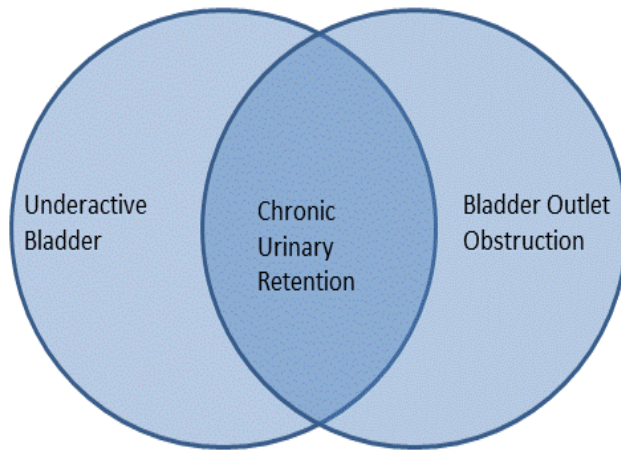 Underactive
Bladder
Chronic
Urinary
Retention
Bladder Outlet
Obstruction